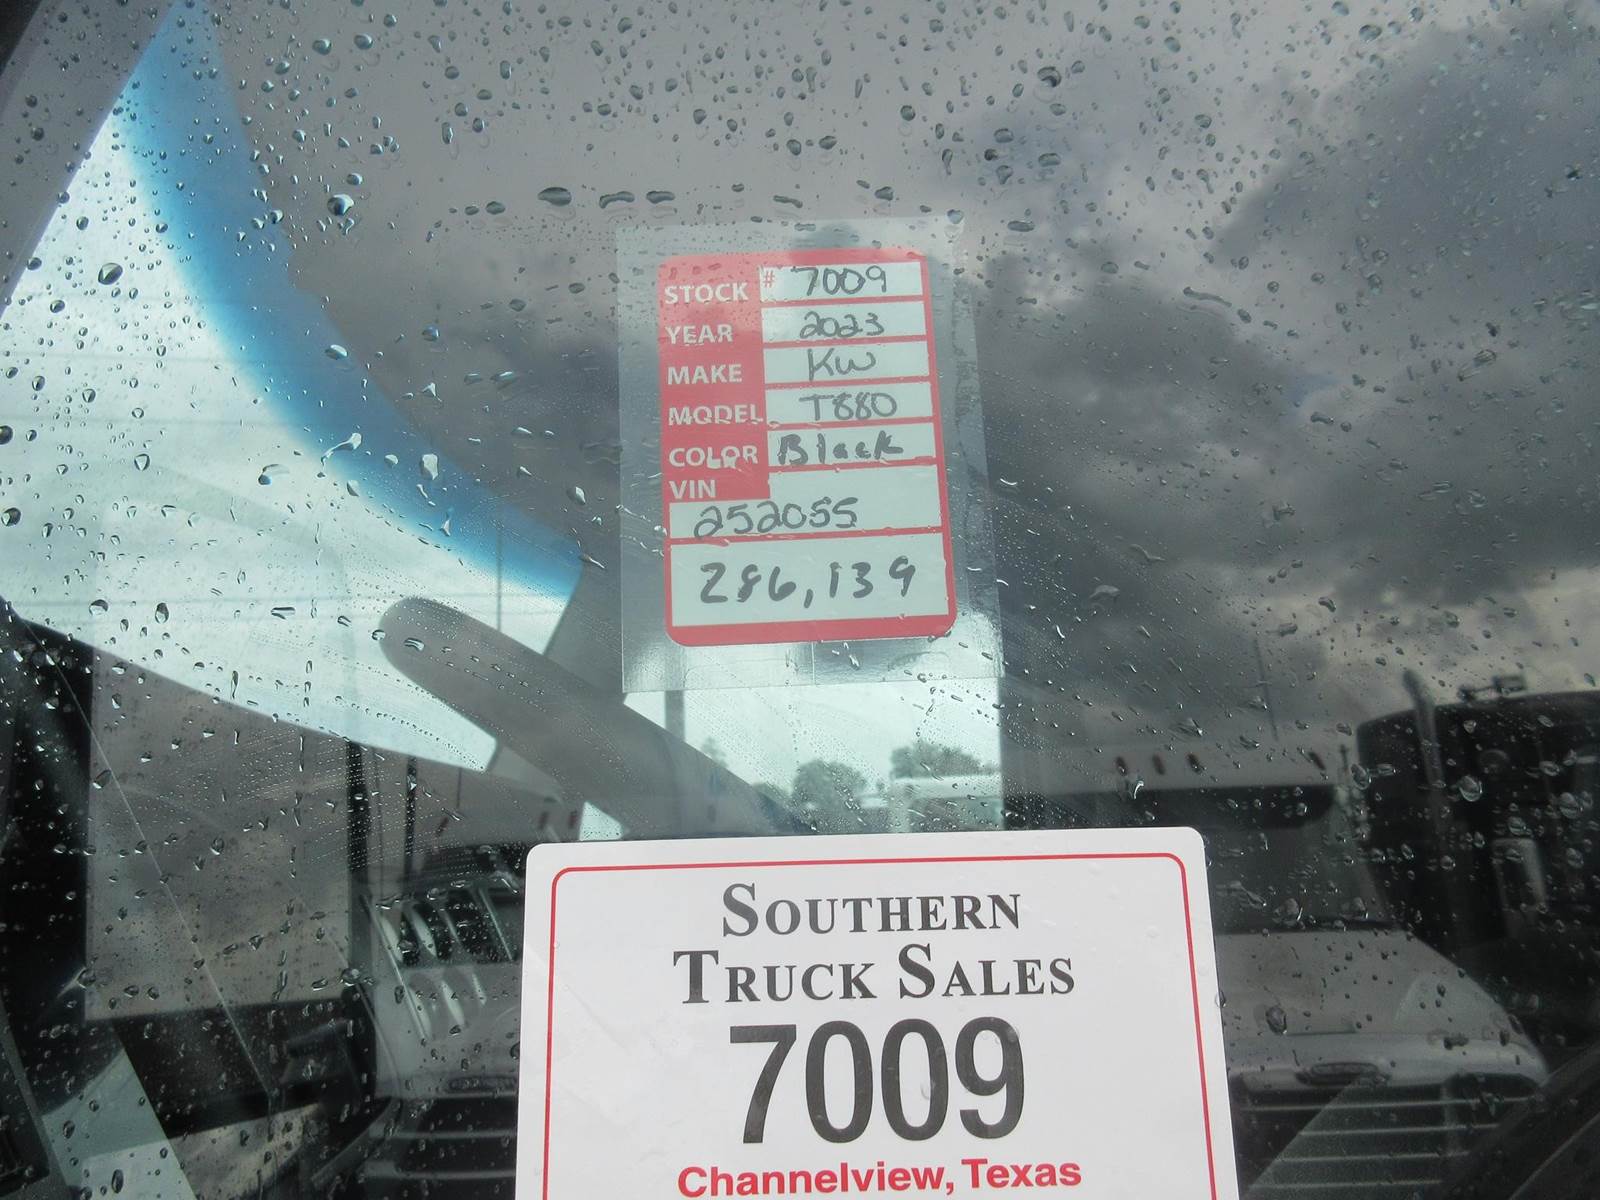 STOCK # 7009
YEAR 2023
MAKE KW
MODEL T880
COLOR Black
VIN
252055
286,139
SOUTHERN
TRUCK SALES
7009
Channelview, Texas